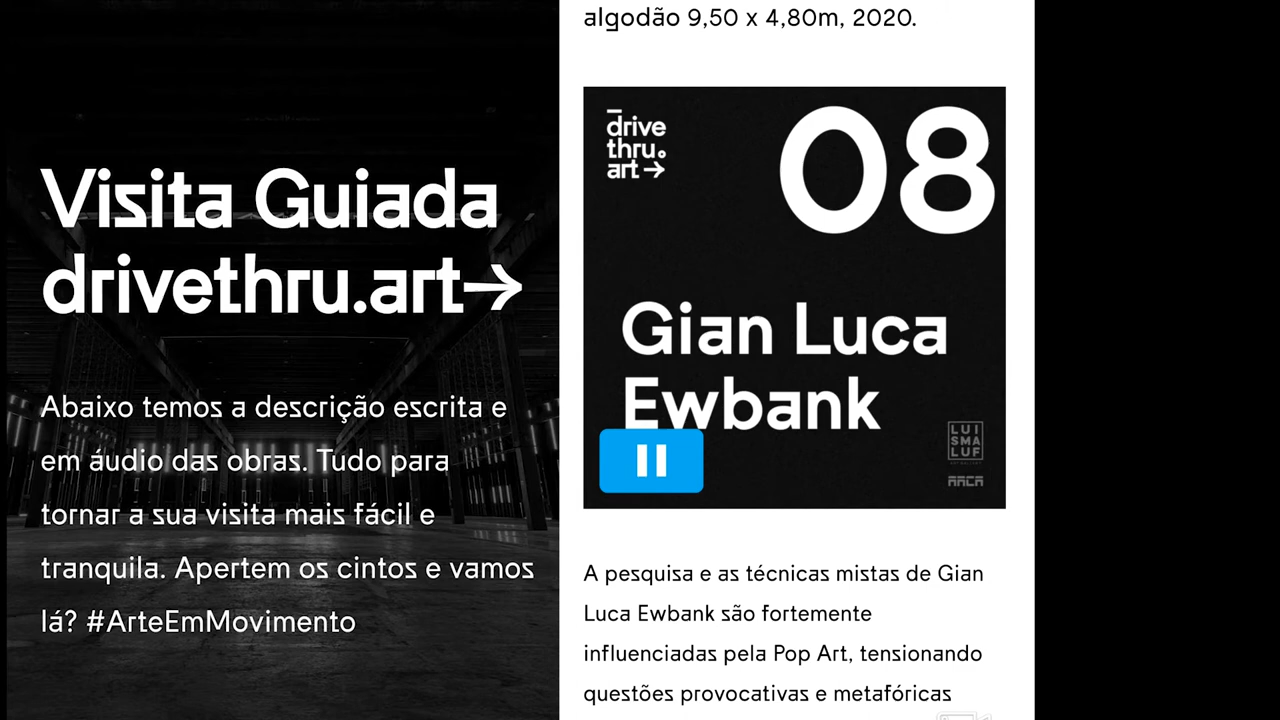 Visita Guiada
drivethru.art→
Abaixo temos a descrição escrita e
em áudio das obras. Tudo para
tornar a sua visita mais fácil e
tranquila. Apertem os cintos e vamos
lá? #ArteEmMovimento
algodão 9,50 x 4,80m, 2020.
drive
thru.
art→
08
Gian Luca
Ewbank
LUI
SMA
LUF
ARCA
A pesquisa e as técnicas mistas de Gian
Luca Ewbank são fortemente
influenciadas pela Pop Art, tensionando
questões provocativas e metafóricas